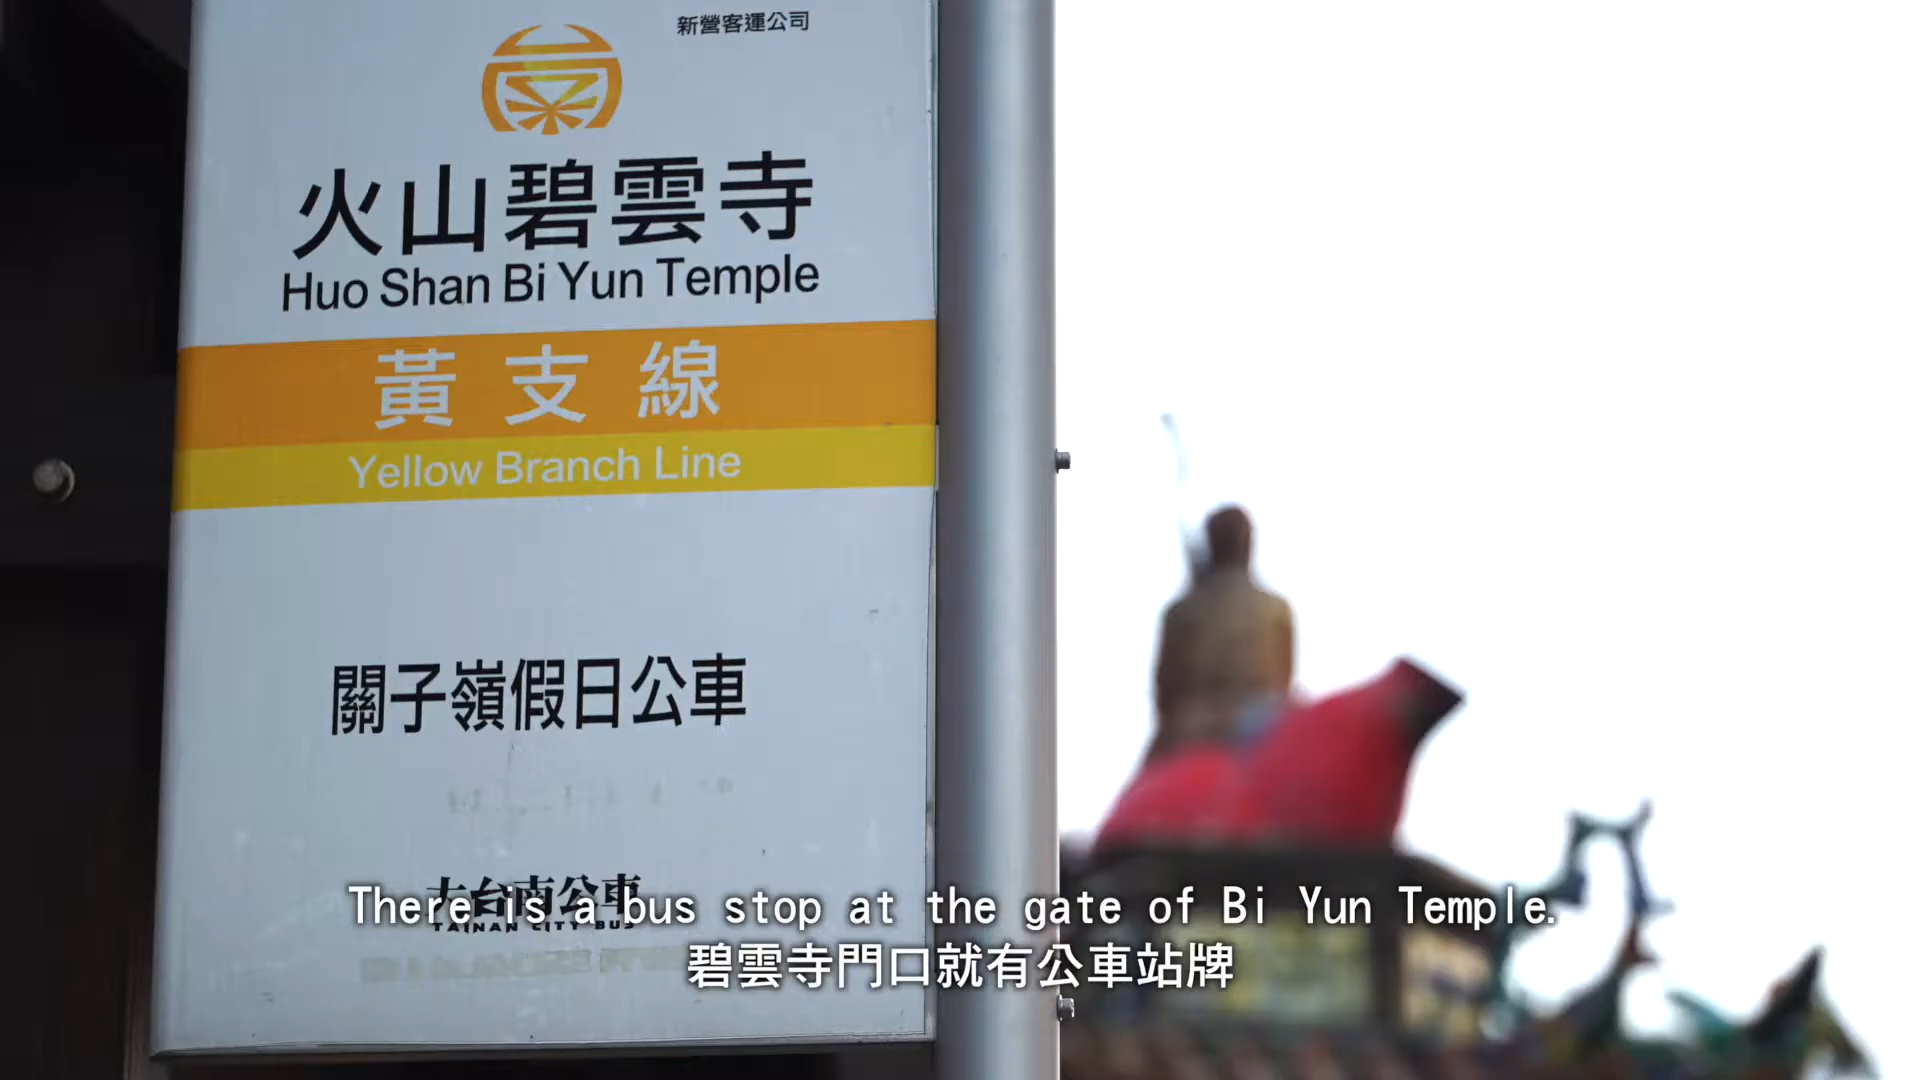 新營客運公司
火山碧雲寺
Huo Shan Bi Yun Temple
黃支線
Yellow Branch Line
關子嶺假日公車
大台南公車
TAINAN CITY BUS
There is a bus stop at the gate of Bi Yun Temple.
碧雲寺門口就有公車站牌